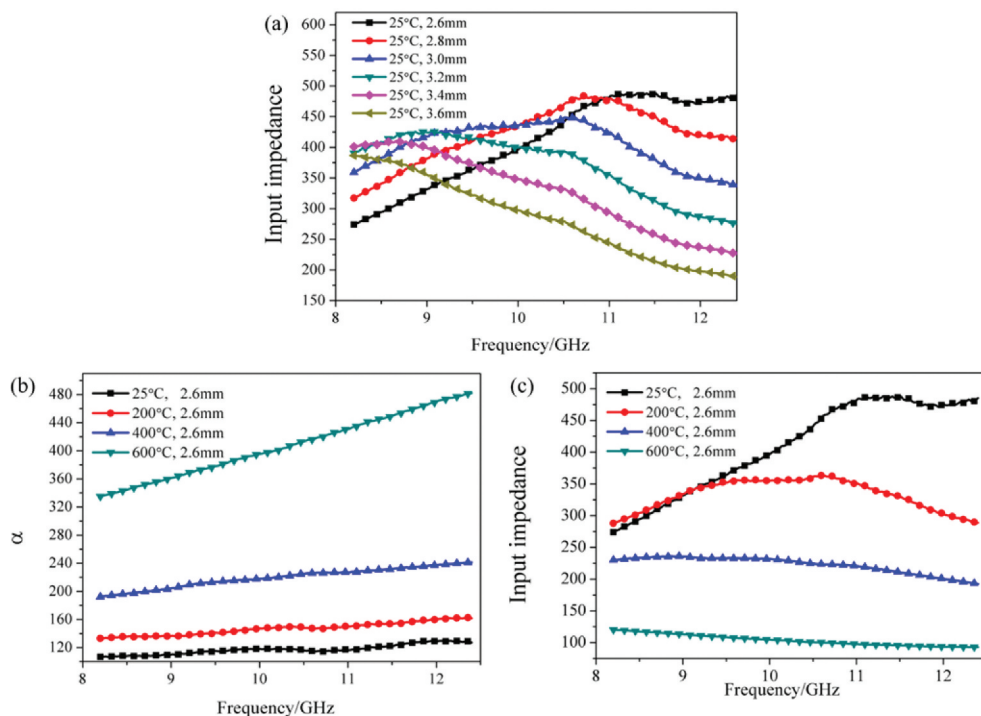 (a)
25°C, 2.6mm
25°C, 2.8mm
25°C, 3.0mm
25°C, 3.2mm
25°C, 3.4mm
25°C, 3.6mm
Input impedance
600
550
500
450
400
350
300
250
200
150
8 9 10 11 12
Frequency/GHz
(b)
25°C, 2.6mm
200°C, 2.6mm
400°C, 2.6mm
600°C, 2.6mm
α
480
440
400
360
320
280
240
200
160
120
8 9 10 11 12
Frequency/GHz
(c)
25°C, 2.6mm
200°C, 2.6mm
400°C, 2.6mm
600°C, 2.6mm
Input impedance
500
450
400
350
300
250
200
150
100
8 9 10 11 12
Frequency/GHz